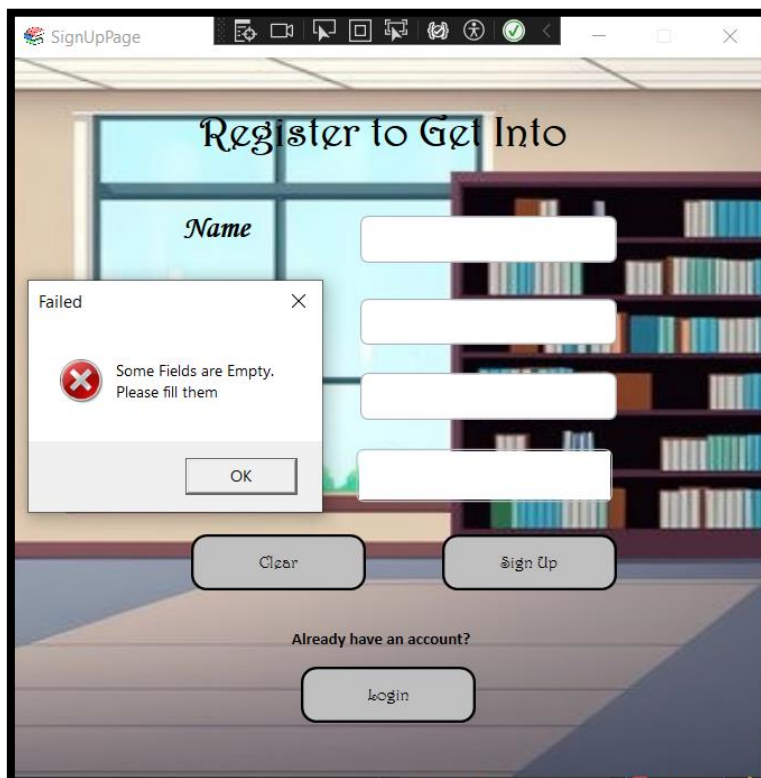 SignUpPage
Register to Get Into
Name
Failed
Some Fields are Empty.
Please fill them
OK
Clear
Sign Up
Already have an account?
Login